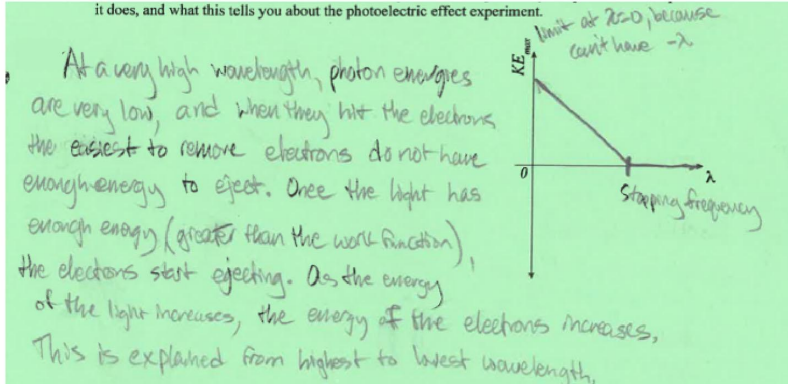 it does, and what this tells you about the photoelectric effect experiment.
limit at λ=0, because
can't have -λ
KEmax
At a very high wavelength, photon energies
are very low, and when they hit the electrons
the easiest to remove electrons do not have
enough energy to eject. Once the light has
enough energy (greater than the work function),
the electrons start ejecting. As the energy
of the light increases, the energy of the electrons increases.
This is explained from highest to lowest wavelength.
0
λ
Stopping frequency